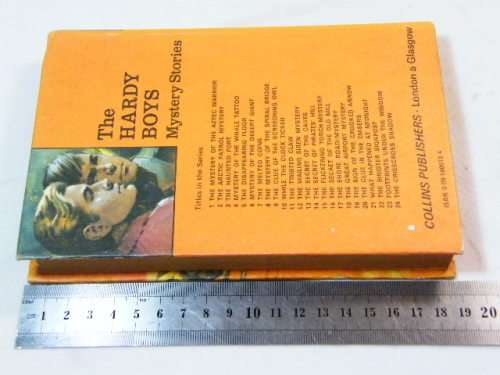 The
HARDY
BOYS
Mystery Stories
Titles in the Series
1 THE MYSTERY OF THE AZTEC WARRIOR
2 THE ARCTIC PATROL MYSTERY
3 THE HAUNTED FORT
4 MYSTERY OF THE WHALE TATTOO
5 THE DISAPPEARING FLOOR
6 MYSTERY OF THE DESERT GIANT
7 THE MELTED COINS
8 THE MYSTERY OF THE SPIRAL BRIDGE
9 THE CLUE OF THE SCREECHING OWL
10 WHILE THE CLOCK TICKED
11 THE TWISTED CLAW
12 THE WAILING SIREN MYSTERY
13 THE SECRET OF THE CAVES
14 THE SECRET OF PIRATES' HILL
15 THE FLICKERING TORCH MYSTERY
16 THE SECRET OF THE OLD MILL
17 THE SHORE ROAD MYSTERY
18 THE GREAT AIRPORT MYSTERY
19 THE SIGN OF THE CROOKED ARROW
20 THE CLUE IN THE EMBERS
21 WHAT HAPPENED AT MIDNIGHT
22 THE SINISTER SIGNPOST
23 FOOTPRINTS UNDER THE WINDOW
24 THE CRISSCROSS SHADOW
COLLINS PUBLISHERS · London & Glasgow
ISBN
1 2 3 4 5 6 7 8 9 10 11 12 13 14 15 16 17 18 19 20